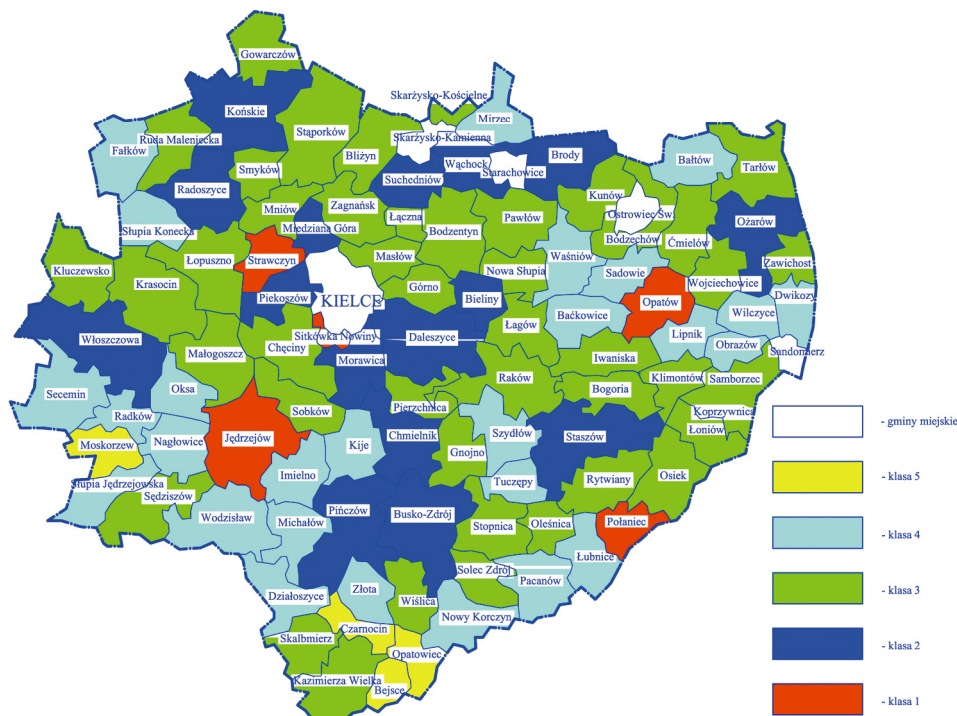 Gowarczów
Końskie
Skarżysko-Kościelne
Mirzec
Stąporków
Ruda Maleniecka
Skarżysko-Kamienna
Fałków
Bliżyn
Wąchock
Brody
Bałtów
Tarłów
Smyków
Suchedniów
Starachowice
Radoszyce
Kunów
Mniów
Zagnańsk
Łączna
Pawłów
Ostrowiec Św.
Ożarów
Słupia Konecka
Młedziana Góra
Bodzentyn
Bodzechów
Ćmielów
Łopuszno
Strawczyn
Masłów
Waśniów
Zawichost
Kluczewsko
Nowa Słupia
Sadowie
Krasocin
Górno
Wojciechowice
Piekoszów
KIELCE
Bieliny
Opatów
Dwikozy
Baćkowice
Wilczyce
Łagów
Sitkówka Nowiny
Daleszyce
Lipnik
Włoszczowa
Chęciny
Obrazów
Sandomierz
Małogoszcz
Morawica
Iwaniska
Raków
Klimontów
Samborzec
Secemin
Oksa
Bogoria
Pierzchnica
Sobków
Koprzywnica
Radków
Łoniów
Moskorzew
Nagłowice
Jędrzejów
Kije
Chmielnik
Szydłów
Staszów
Gnojno
Imielno
Osiek
Słupia Jędrzejowska
Tuczępy
Rytwiany
Sędziszów
Wodzisław
Michałów
Pińczów
Busko-Zdrój
Stopnica
Oleśnica
Połaniec
Łubnice
Solec Zdrój
Pacanów
Działoszyce
Złota
Wiślica
Nowy Korczyn
Czarnocin
Skalbmierz
Opatowiec
Kazimierza Wielka
Bejsce
- gminy miejskie
- klasa 5
- klasa 4
- klasa 3
- klasa 2
- klasa 1